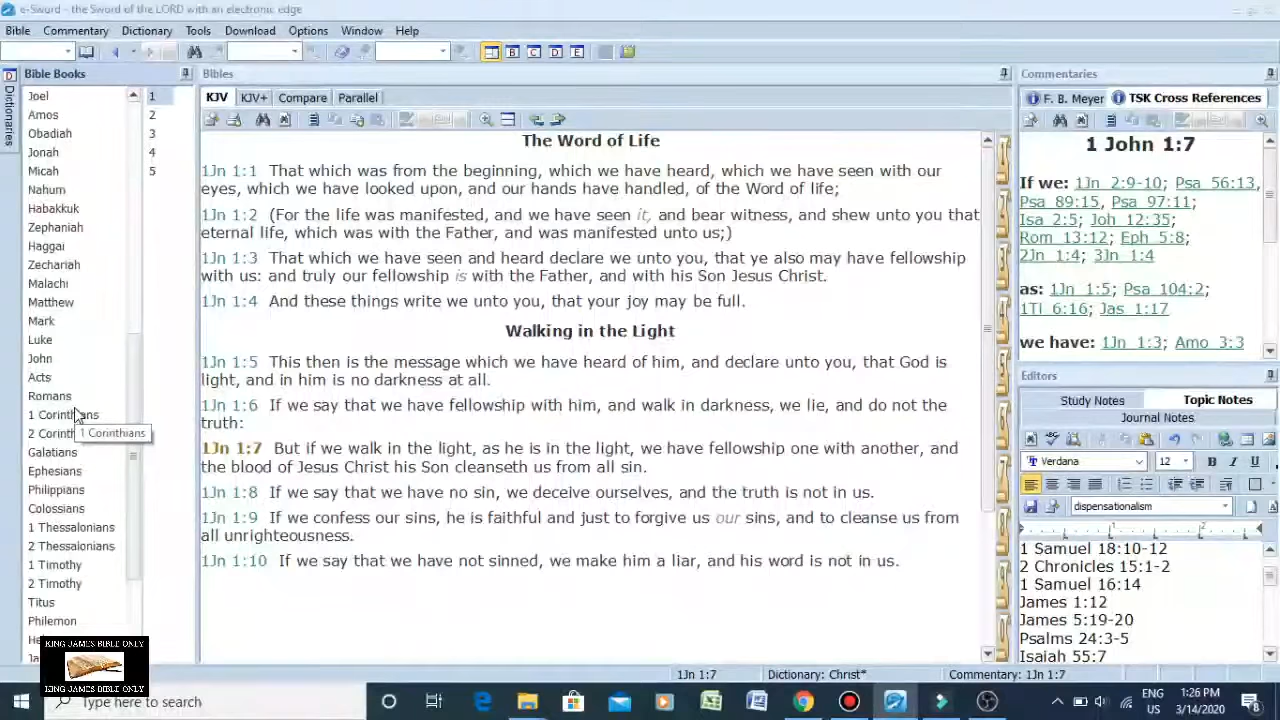 e-Sword - the Sword of the LORD with an electronic edge
Bible Commentary Dictionary Tools Download Options Window Help
B C D E
D Dictionaries
Bible Books
Joel
Amos
Obadiah
Jonah
Micah
Nahum
Habakkuk
Zephaniah
Haggai
Zechariah
Malachi
Matthew
Mark
Luke
John
Acts
Romans
1 Corinthians
2 Corinth
1 Corinthians
Galatians
Ephesians
Philippians
Colossians
1 Thessalonians
2 Thessalonians
1 Timothy
2 Timothy
Titus
Philemon
1
2
3
4
5
Bibles
KJV KJV+ Compare Parallel
The Word of Life
1Jn 1:1 That which was from the beginning, which we have heard, which we have seen with our
eyes, which we have looked upon, and our hands have handled, of the Word of life;
1Jn 1:2 (For the life was manifested, and we have seen it, and bear witness, and shew unto you that
eternal life, which was with the Father, and was manifested unto us;)
1Jn 1:3 That which we have seen and heard declare we unto you, that ye also may have fellowship
with us: and truly our fellowship is with the Father, and with his Son Jesus Christ.
1Jn 1:4 And these things write we unto you, that your joy may be full.
Walking in the Light
1Jn 1:5 This then is the message which we have heard of him, and declare unto you, that God is
light, and in him is no darkness at all.
1Jn 1:6 If we say that we have fellowship with him, and walk in darkness, we lie, and do not the
truth:
1Jn 1:7 But if we walk in the light, as he is in the light, we have fellowship one with another, and
the blood of Jesus Christ his Son cleanseth us from all sin.
1Jn 1:8 If we say that we have no sin, we deceive ourselves, and the truth is not in us.
1Jn 1:9 If we confess our sins, he is faithful and just to forgive us our sins, and to cleanse us from
all unrighteousness.
1Jn 1:10 If we say that we have not sinned, we make him a liar, and his word is not in us.
Commentaries
F. B. Meyer TSK Cross References
1 John 1:7
If we: 1Jn 2:9-10; Psa 56:13,
Psa 89:15, Psa 97:11;
Isa 2:5; Joh 12:35;
Rom 13:12; Eph 5:8;
2Jn 1:4; 3Jn 1:4
as: 1Jn 1:5; Psa 104:2;
1Ti 6:16; Jas 1:17
we have: 1Jn 1:3; Amo 3:3
Editors
Study Notes Topic Notes
Journal Notes
Verdana 12 B I U
dispensationalism
1 2
1 Samuel 18:10-12
2 Chronicles 15:1-2
1 Samuel 16:14
James 1:12
James 5:19-20
Psalms 24:3-5
Isaiah 55:7
1Jn 1:7 Dictionary: Christ* Commentary: 1Jn 1:7
KING JAMES BIBLE ONLY
KING JAMES BIBLE ONLY
Type here to search
ENG
US
1:26 PM
3/14/2020
8